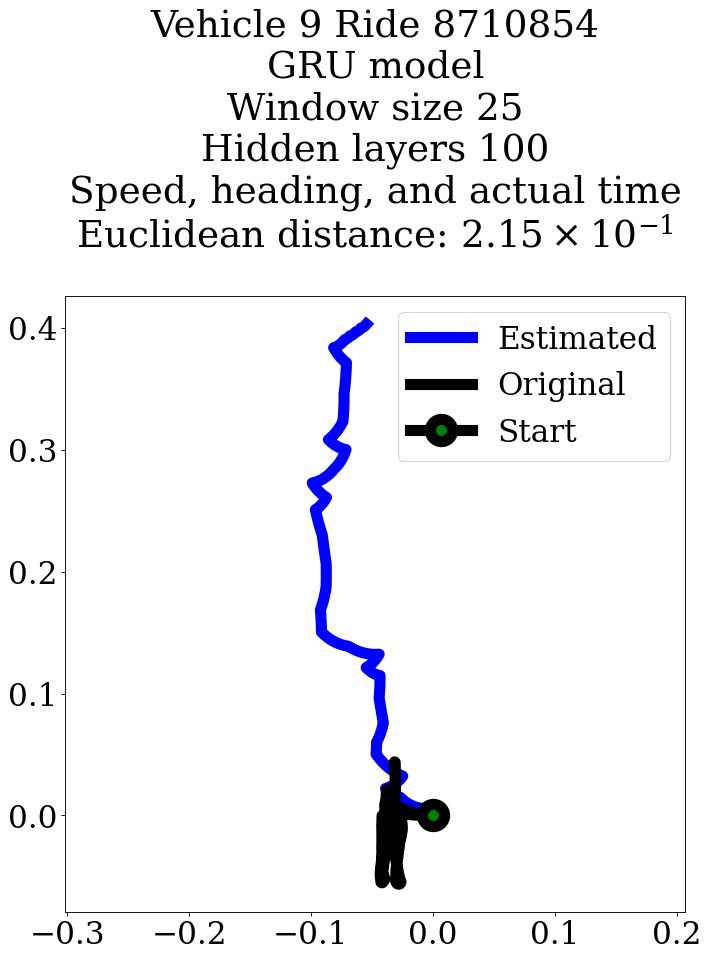 Vehicle 9 Ride 8710854
GRU model
Window size 25
Hidden layers 100
Speed, heading, and actual time
Euclidean distance: 2.15 × 10⁻¹
Estimated
Original
Start
0.4
0.3
0.2
0.1
0.0
−0.3 −0.2 −0.1 0.0 0.1 0.2